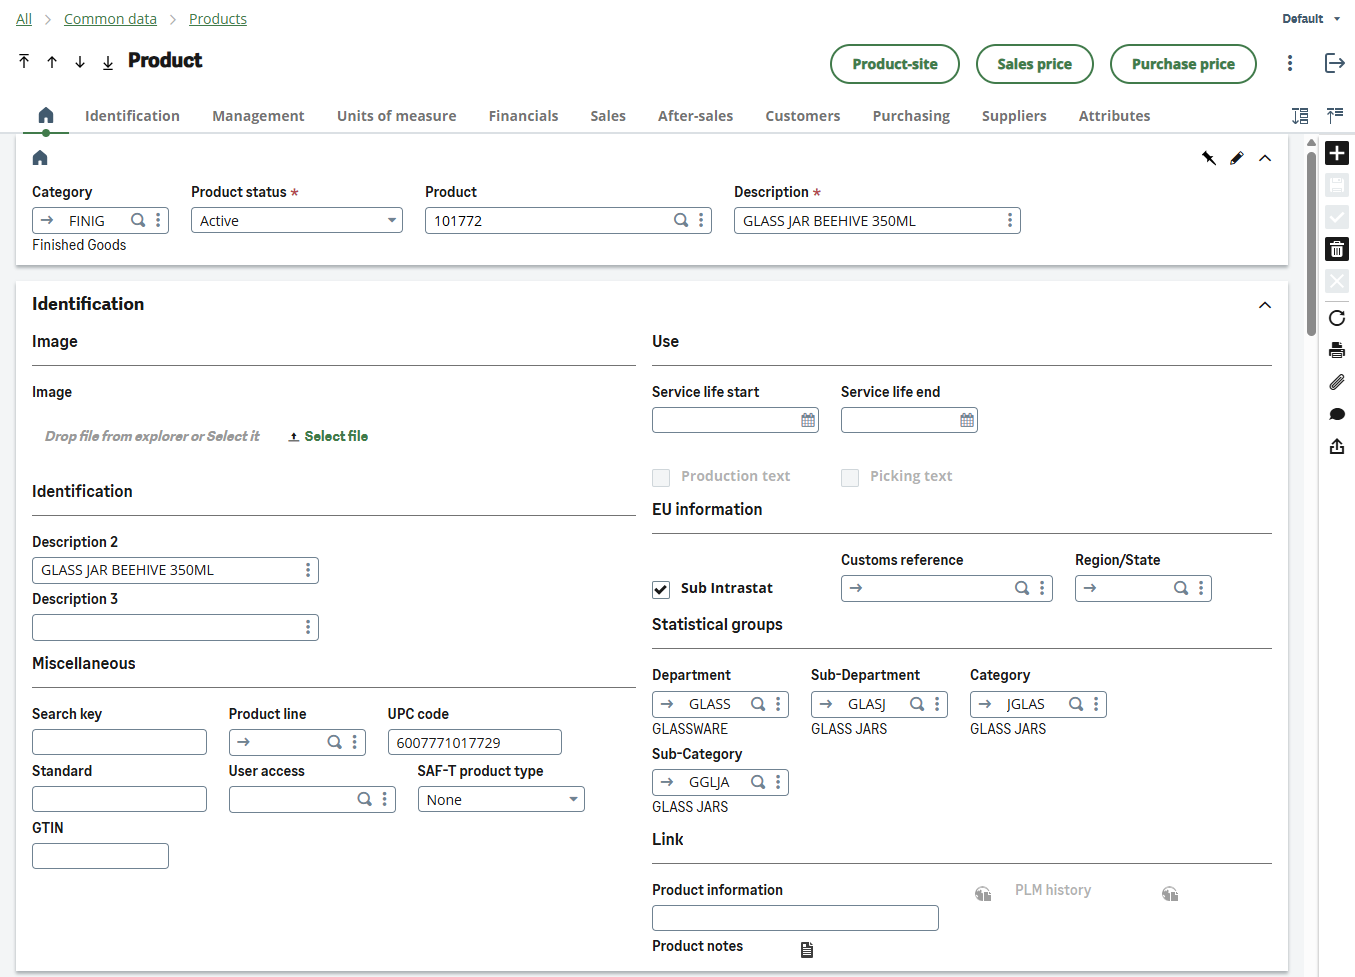 All > Common data > Products
Default
Product
Product-site Sales price Purchase price
Identification Management Units of measure Financials Sales After-sales Customers Purchasing Suppliers Attributes
Category Product status * Product Description *
FINIG Active 101772 GLASS JAR BEEHIVE 350ML
Finished Goods
Identification
Image
Image
Drop file from explorer or Select it Select file
Identification
Description 2
GLASS JAR BEEHIVE 350ML
Description 3
Miscellaneous
Search key Product line UPC code
6007771017729
Standard User access SAF-T product type
None
GTIN
Use
Service life start Service life end
Production text Picking text
EU information
Customs reference Region/State
Sub Intrastat
Statistical groups
Department Sub-Department Category
GLASS GLASJ JGLAS
GLASSWARE GLASS JARS GLASS JARS
Sub-Category
GGLJA
GLASS JARS
Link
Product information PLM history
Product notes